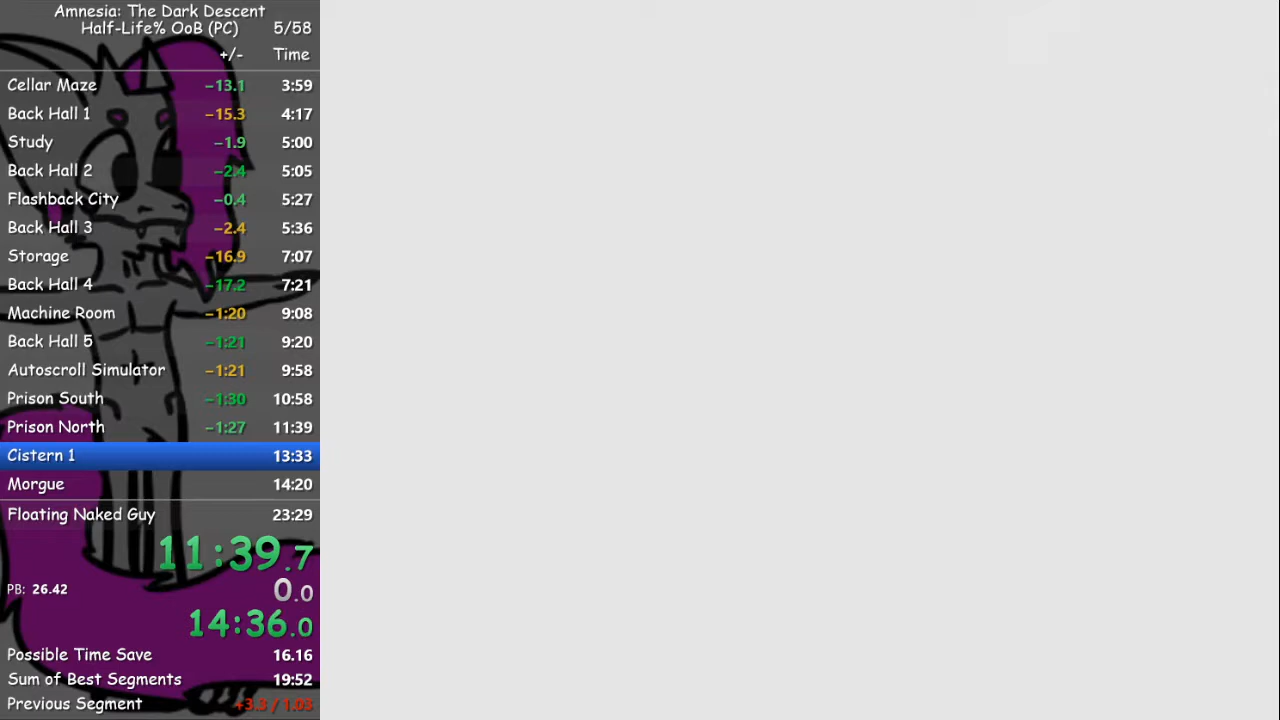 Amnesia: The Dark Descent
Half-Life% OoB (PC) 5/58
+/- Time
Cellar Maze −13.1 3:59
Back Hall 1 −15.3 4:17
Study −1.9 5:00
Back Hall 2 −2.4 5:05
Flashback City −0.4 5:27
Back Hall 3 −2.4 5:36
Storage −16.9 7:07
Back Hall 4 −17.2 7:21
Machine Room −1:20 9:08
Back Hall 5 −1:21 9:20
Autoscroll Simulator −1:21 9:58
Prison South −1:30 10:58
Prison North −1:27 11:39
Cistern 1 13:33
Morgue 14:20
Floating Naked Guy 23:29
11:39.7
PB: 26.42 0.0
14:36.0
Possible Time Save 16.16
Sum of Best Segments 19:52
Previous Segment +3.3 / 1.03